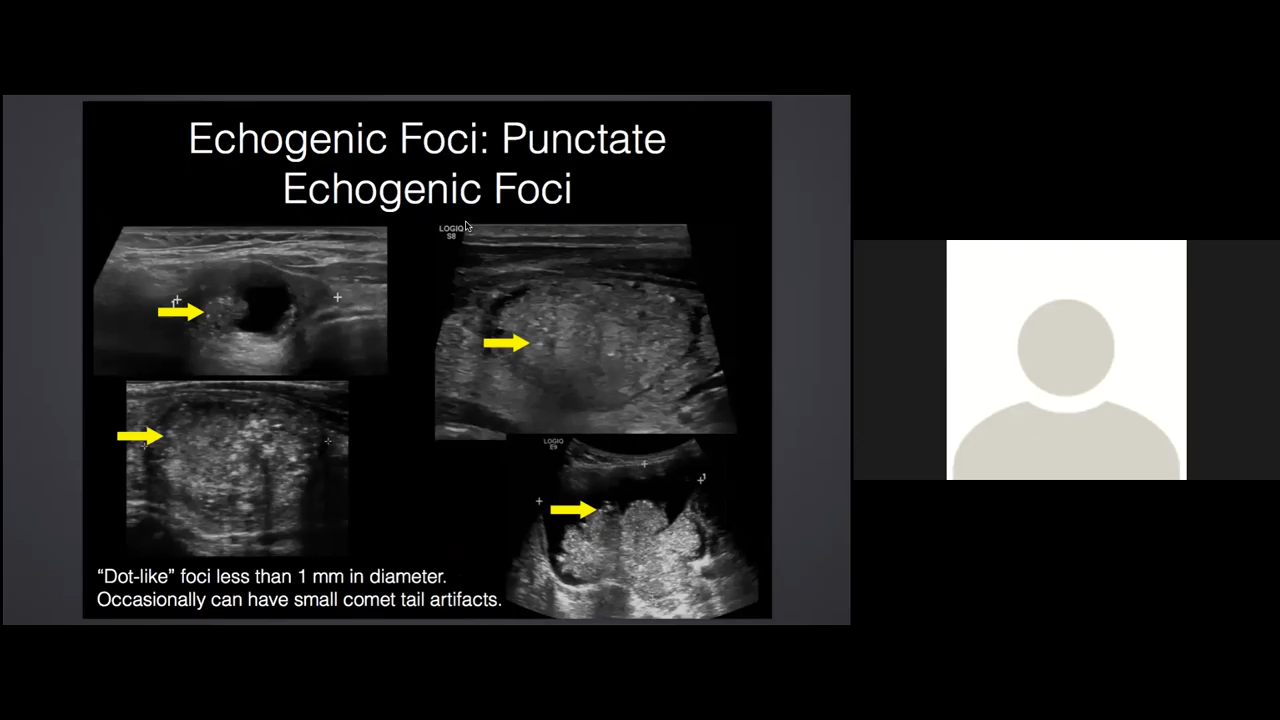 Echogenic Foci: Punctate
Echogenic Foci
LOGIQ
S8
LOGIQ
E9
1
"Dot-like" foci less than 1 mm in diameter.
Occasionally can have small comet tail artifacts.